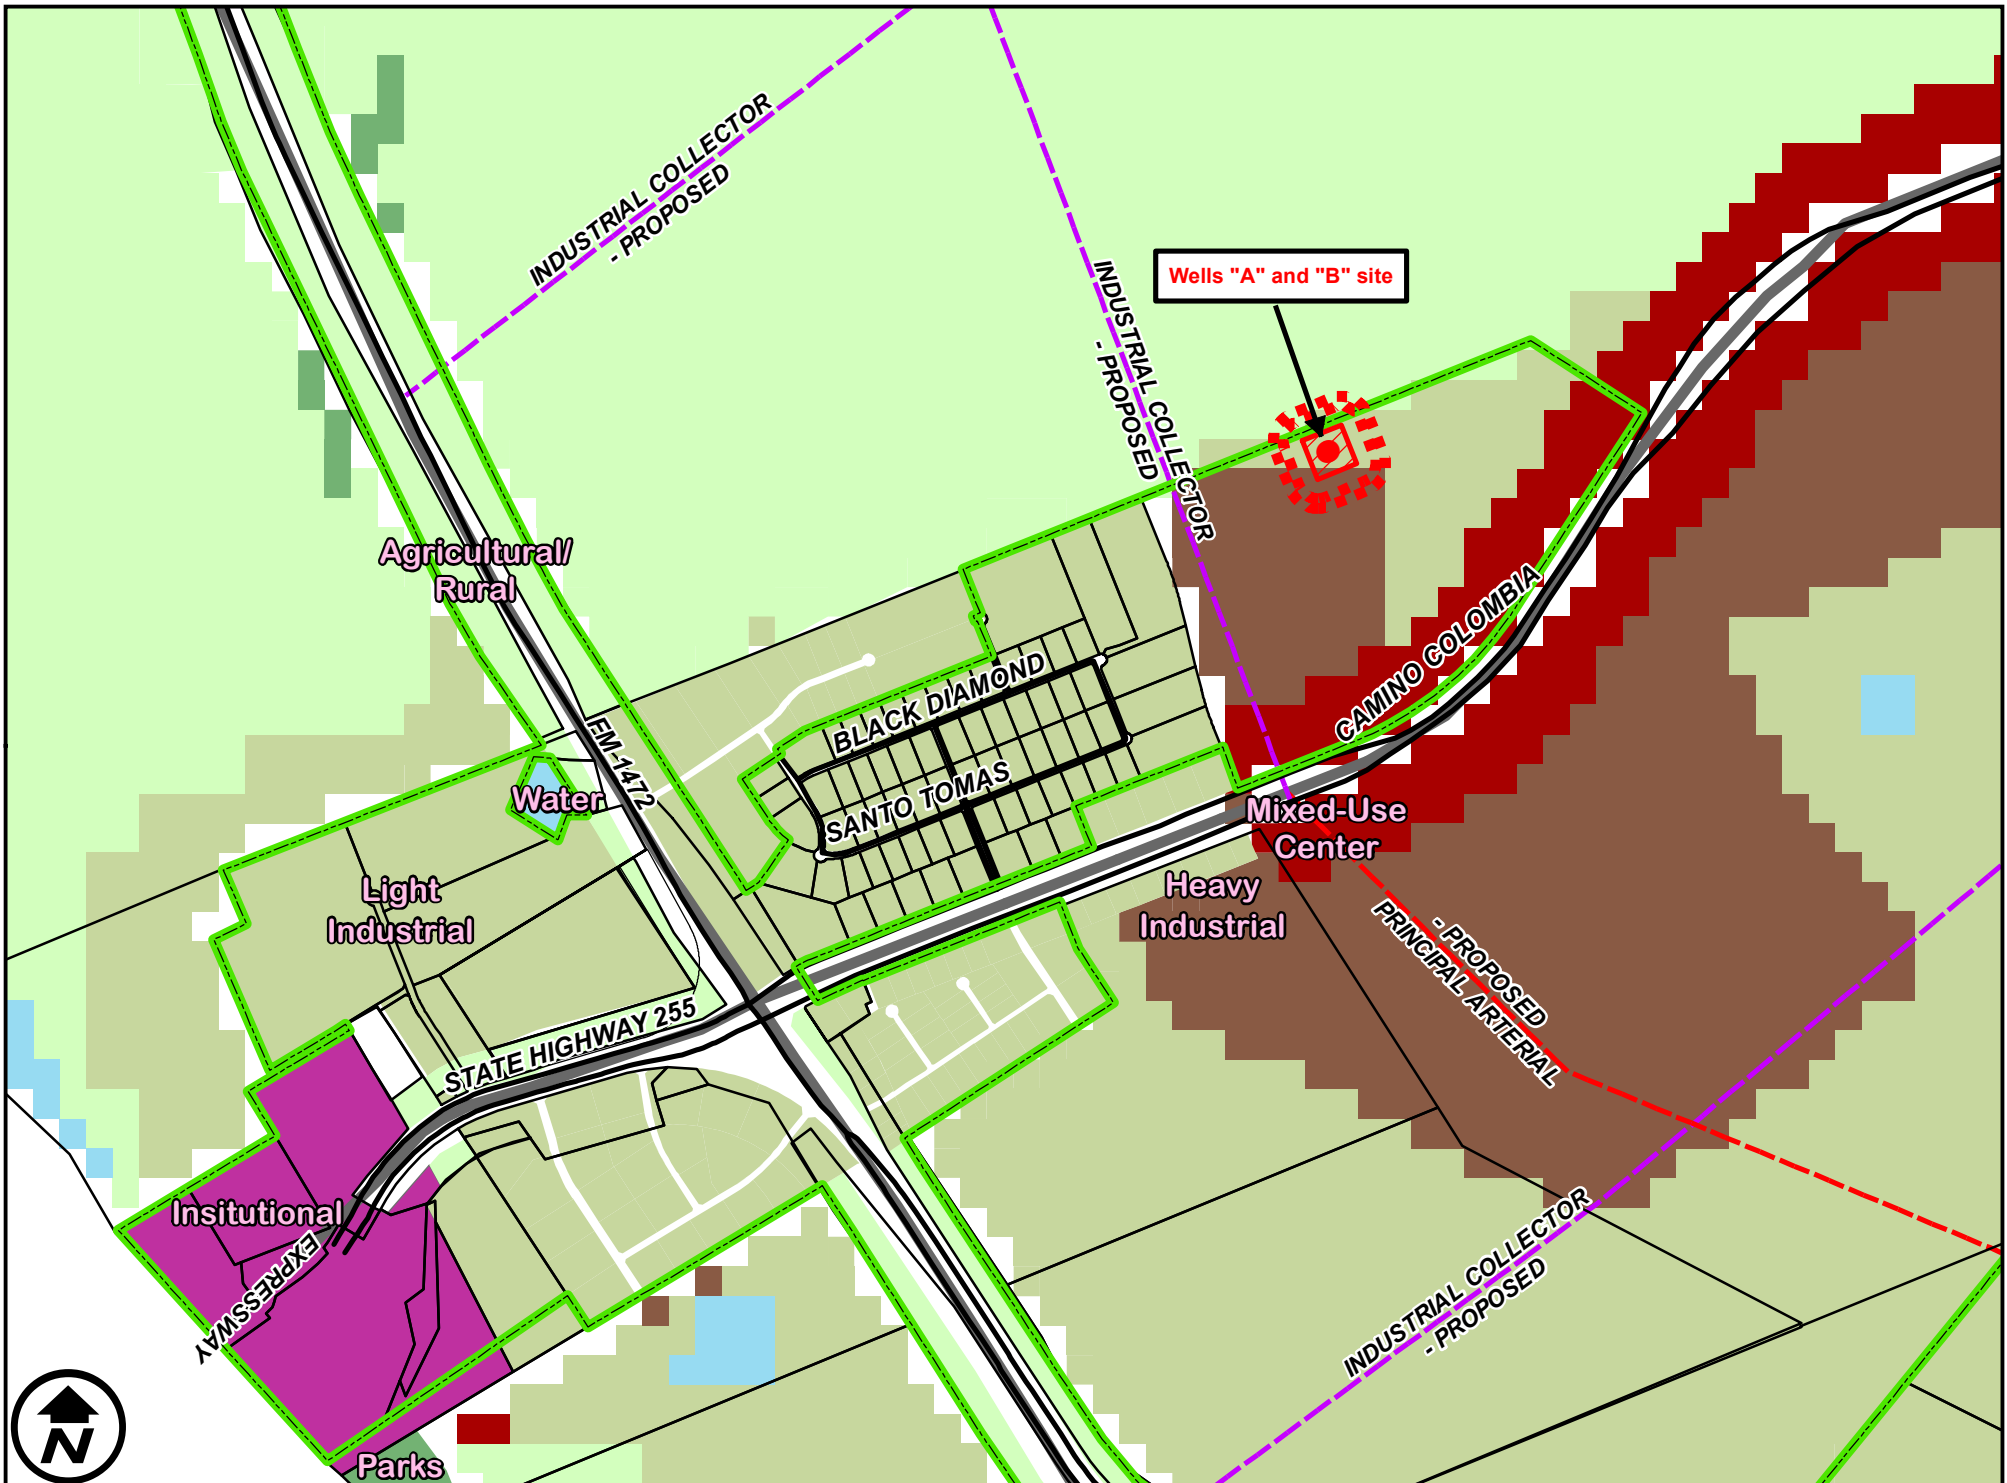 INDUSTRIAL COLLECTOR
- PROPOSED
Wells "A" and "B" site
INDUSTRIAL COLLECTOR
- PROPOSED
Agricultural/
Rural
FM-1472
BLACK DIAMOND
SANTO TOMAS
CAMINO COLOMBIA
Water
Mixed-Use
Center
Light
Industrial
Heavy
Industrial
- PROPOSED
PRINCIPAL ARTERIAL
STATE HIGHWAY 255
Insitutional
EXPRESSWAY
INDUSTRIAL COLLECTOR
- PROPOSED
N
Parks